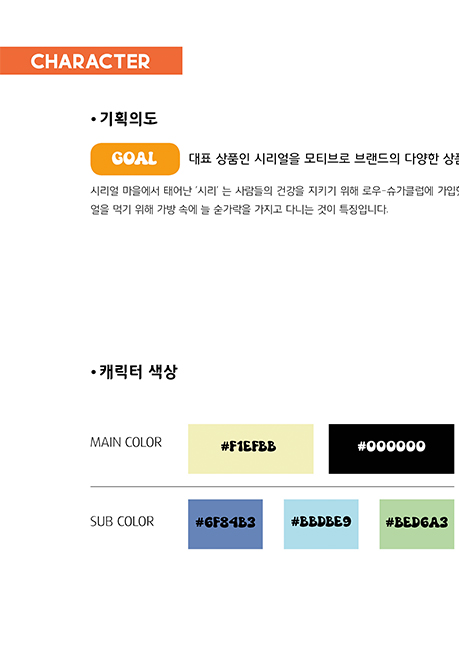 CHARACTER
• 기획의도
GOAL 대표 상품인 시리얼을 모티브로 브랜드의 다양한
시리얼 마을에서 태어난 '시리' 는 사람들의 건강을 지키기 위해 로우-슈가클럽에
얼을 먹기 위해 가방 속에 늘 숟가락을 가지고 다니는 것이 특징입니다.
• 캐릭터 색상
MAIN COLOR #F1EFBB #000000
SUB COLOR #6F84B3 #BBDBE9 #BED6A3